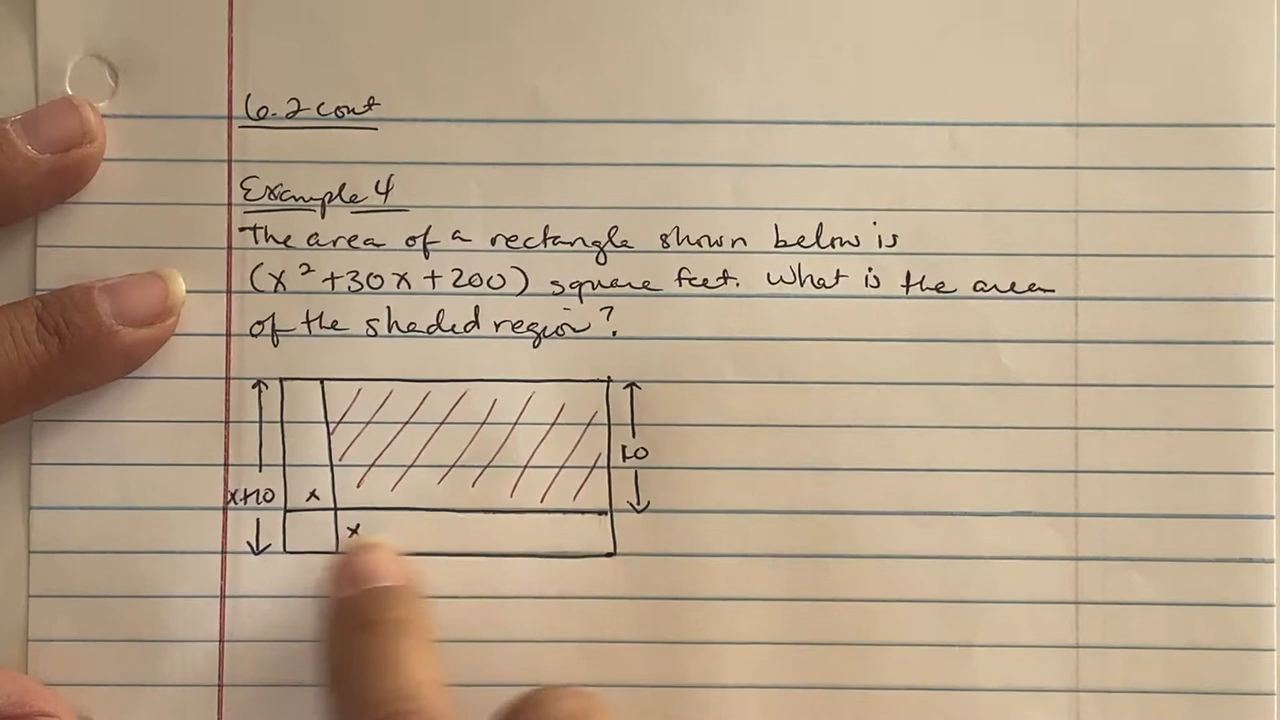 6.2 cont
Example 4
The area of a rectangle shown below is
(x² +30x+200) square feet. What is the area
of the shaded region?
10
x+10
x
x